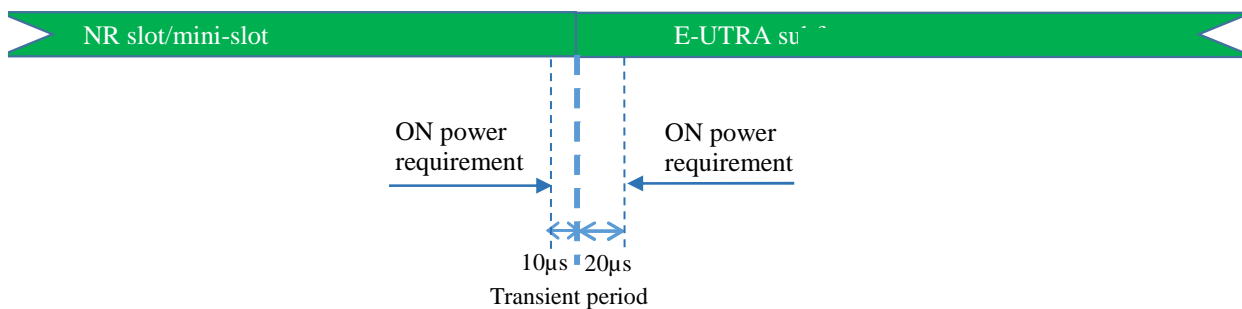 NR slot/mini-slot
E-UTRA
ON power
requirement
ON power
requirement
10µs
20µs
Transient period